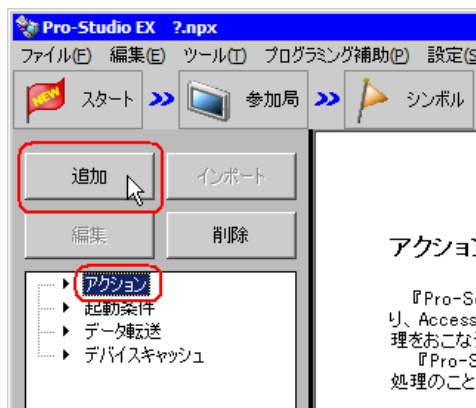 Pro-Studio EX ?.npx
ファイル(F) 編集(E) ツール(T) プログラミング補助(P) 設定(S
NEW スタート 参加局 シンボル
追加 インポート
編集 削除
アクション
起動条件
データ転送
デバイスキャッシュ
アクション
『Pro-S
り、Access
理をおこな
『Pro-S
処理のこと